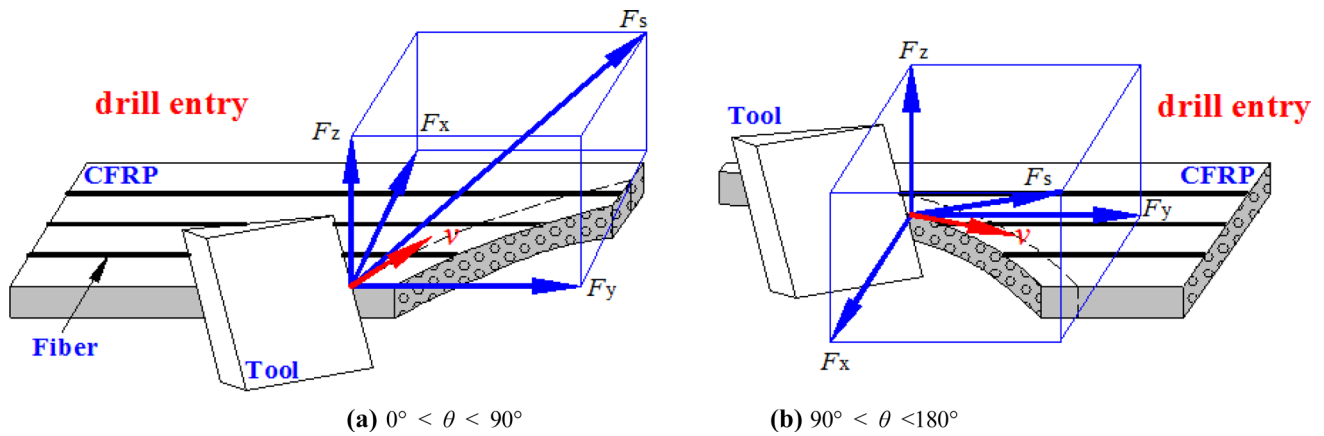 Fs
drill entry
Fz
Fx
CFRP
v
Fy
Fiber
Tool
(a) 0° < θ < 90°
Fz
drill entry
Tool
Fs
CFRP
Fy
v
Fx
(b) 90° < θ <180°